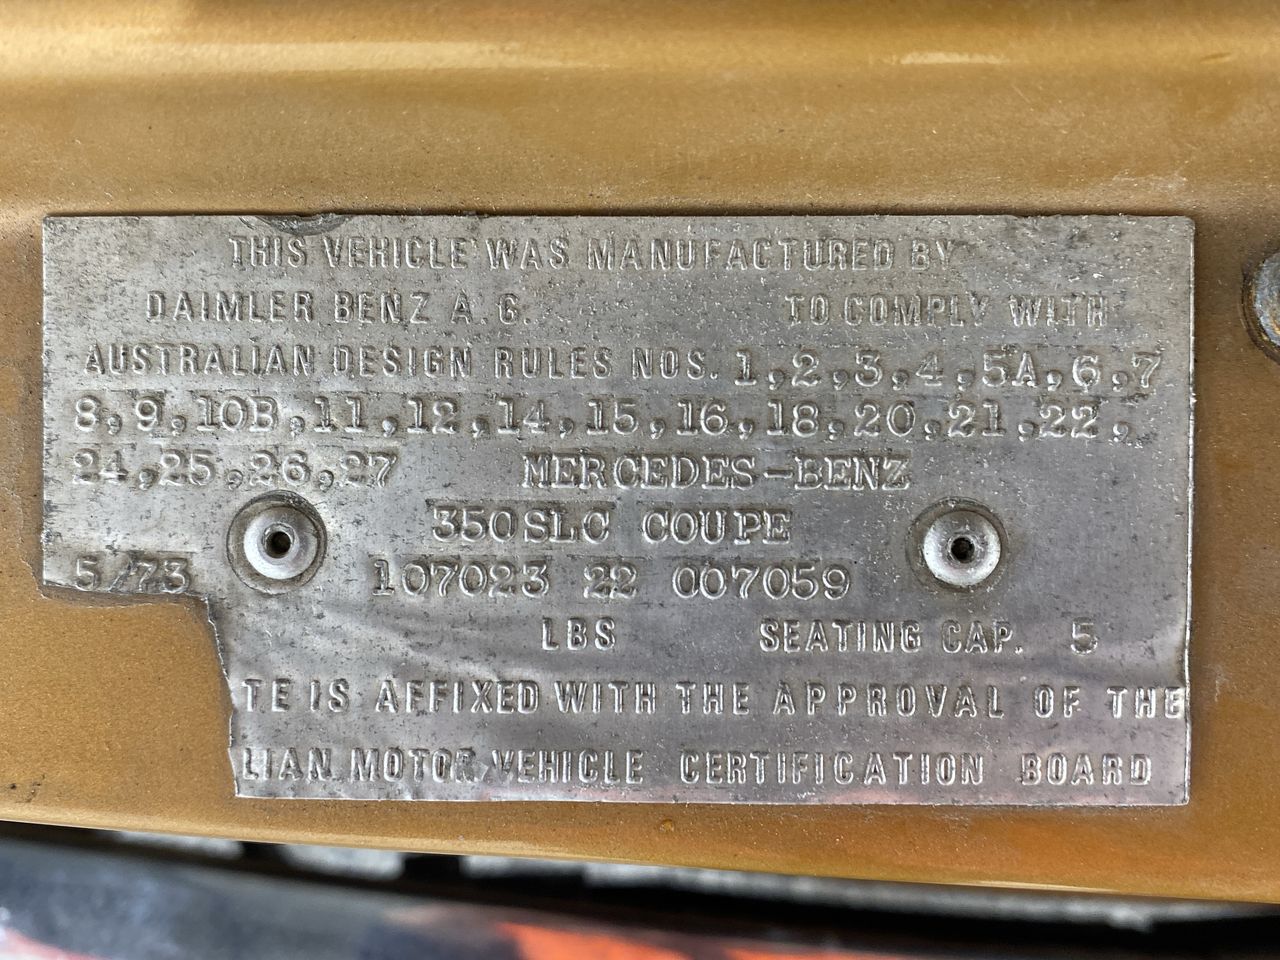 THIS VEHICLE WAS MANUFACTURED BY
DAIMLER BENZ A.G. TO COMPLY WITH
AUSTRALIAN DESIGN RULES NOS. 1,2,3,4,5A,6,7
8,9,10B,11,12,14,15,16,18,20,21,22,
24,25,26,27 MERCEDES-BENZ
350SLC COUPE
5/73 107023 22 007059
LBS SEATING CAP. 5
TE IS AFFIXED WITH THE APPROVAL OF THE
LIAN MOTOR VEHICLE CERTIFICATION BOARD